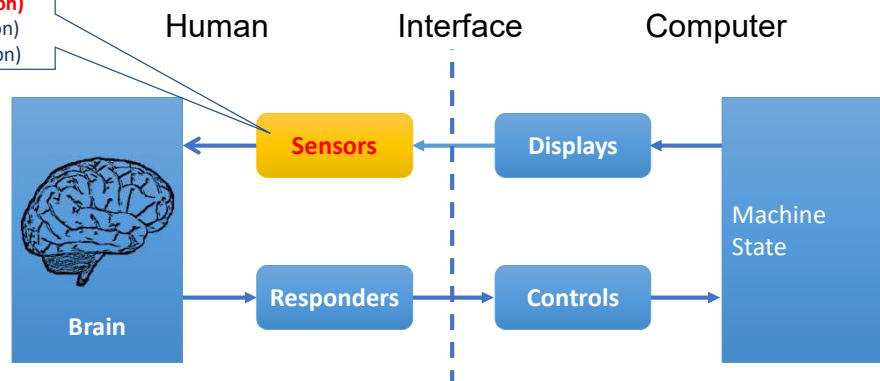 on)
on)
on)
Human Interface Computer
Sensors Displays
Machine
State
Responders Controls
Brain